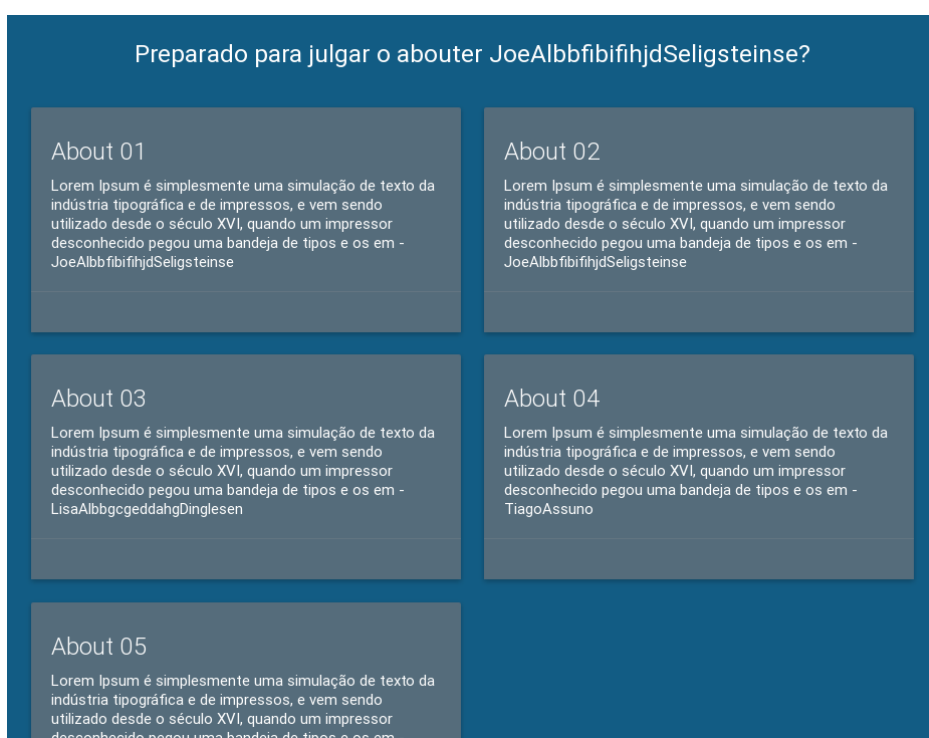 Preparado para julgar o abouter JoeAlbbfibifihjdSeligsteinse?
About 01
Lorem Ipsum é simplesmente uma simulação de texto da
indústria tipográfica e de impressos, e vem sendo
utilizado desde o século XVI, quando um impressor
desconhecido pegou uma bandeja de tipos e os em -
JoeAlbbfibifihjdSeligsteinse
About 02
Lorem Ipsum é simplesmente uma simulação de texto da
indústria tipográfica e de impressos, e vem sendo
utilizado desde o século XVI, quando um impressor
desconhecido pegou uma bandeja de tipos e os em -
JoeAlbbfibifihjdSeligsteinse
About 03
Lorem Ipsum é simplesmente uma simulação de texto da
indústria tipográfica e de impressos, e vem sendo
utilizado desde o século XVI, quando um impressor
desconhecido pegou uma bandeja de tipos e os em -
LisaAlbbgcgeddahgDinglesen
About 04
Lorem Ipsum é simplesmente uma simulação de texto da
indústria tipográfica e de impressos, e vem sendo
utilizado desde o século XVI, quando um impressor
desconhecido pegou uma bandeja de tipos e os em -
TiagoAssuno
About 05
Lorem Ipsum é simplesmente uma simulação de texto da
indústria tipográfica e de impressos, e vem sendo
utilizado desde o século XVI, quando um impressor
desconhecido pegou uma bandeja de tipos e os em